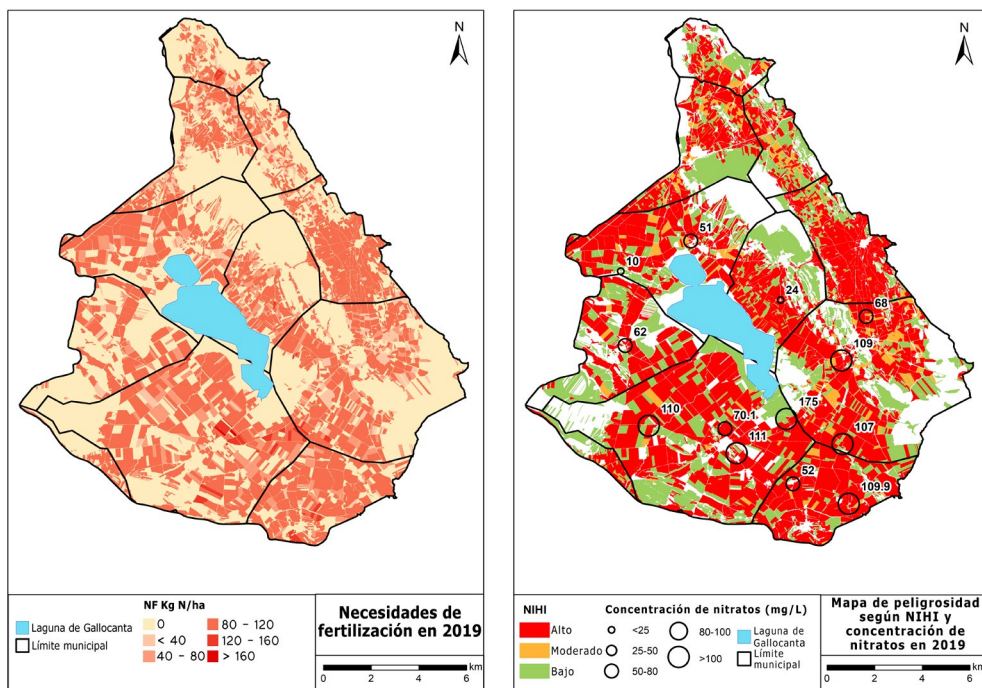 N
NF Kg N/ha
Laguna de Gallocanta
Límite municipal
0
< 40
40 - 80
80 - 120
120 - 160
> 160
Necesidades de
fertilización en 2019
0 2 4 6
km
N
51
10
24
68
62
109
175
110
70.1
111
107
52
109.9
NIHI
Alto
Moderado
Bajo
Concentración de nitratos (mg/L)
<25
25-50
50-80
80-100
>100
Laguna de
Gallocanta
Límite
municipal
Mapa de peligrosidad
según NIHI y
concentración de
nitratos en 2019
0 2 4 6
km